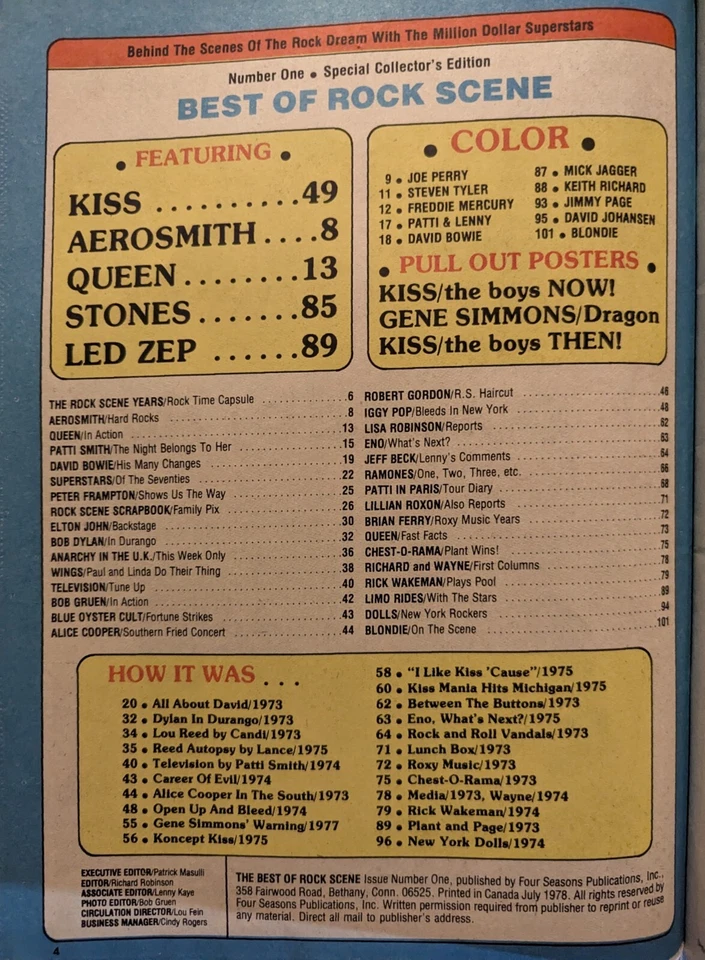 Behind The Scenes Of The Rock Dream With The Million Dollar Superstars
Number One • Special Collector's Edition
BEST OF ROCK SCENE
• FEATURING •
KISS ..........49
AEROSMITH ....8
QUEEN ........13
STONES .......85
LED ZEP ......89
• COLOR •
9 • JOE PERRY
11 • STEVEN TYLER
12 • FREDDIE MERCURY
17 • PATTI & LENNY
18 • DAVID BOWIE
87 • MICK JAGGER
88 • KEITH RICHARD
93 • JIMMY PAGE
95 • DAVID JOHANSEN
101 • BLONDIE
• PULL OUT POSTERS •
KISS/the boys NOW!
GENE SIMMONS/Dragon
KISS/the boys THEN!
THE ROCK SCENE YEARS/Rock Time Capsule ..........6
AEROSMITH/Hard Rocks ..........8
QUEEN/In Action ..........13
PATTI SMITH/The Night Belongs To Her ..........15
DAVID BOWIE/His Many Changes ..........19
SUPERSTARS/Of The Seventies ..........22
PETER FRAMPTON/Shows Us The Way ..........25
ROCK SCENE SCRAPBOOK/Family Pix ..........26
ELTON JOHN/Backstage ..........30
BOB DYLAN/In Durango ..........32
ANARCHY IN THE U.K./This Week Only ..........36
WINGS/Paul and Linda Do Their Thing ..........38
TELEVISION/Tune Up ..........40
BOB GRUEN/In Action ..........42
BLUE OYSTER CULT/Fortune Strikes ..........43
ALICE COOPER/Southern Fried Concert ..........44
ROBERT GORDON/R.S. Haircut ..........46
IGGY POP/Bleeds In New York ..........48
LISA ROBINSON/Reports ..........62
ENO/What's Next? ..........63
JEFF BECK/Lenny's Comments ..........64
RAMONES/One, Two, Three, etc. ..........66
PATTI IN PARIS/Tour Diary ..........68
LILLIAN ROXON/Also Reports ..........71
BRIAN FERRY/Roxy Music Years ..........72
QUEEN/Fast Facts ..........73
CHEST-O-RAMA/Plant Wins! ..........75
RICHARD and WAYNE/First Columns ..........78
RICK WAKEMAN/Plays Pool ..........79
LIMO RIDES/With The Stars ..........89
DOLLS/New York Rockers ..........94
BLONDIE/On The Scene ..........101
HOW IT WAS . . .
20 • All About David/1973
32 • Dylan In Durango/1973
34 • Lou Reed by Candi/1973
35 • Reed Autopsy by Lance/1975
40 • Television by Patti Smith/1974
43 • Career Of Evil/1974
44 • Alice Cooper In The South/1973
48 • Open Up And Bleed/1974
55 • Gene Simmons' Warning/1977
56 • Koncept Kiss/1975
58 • "I Like Kiss 'Cause"/1975
60 • Kiss Mania Hits Michigan/1975
62 • Between The Buttons/1973
63 • Eno, What's Next?/1975
64 • Rock and Roll Vandals/1973
71 • Lunch Box/1973
72 • Roxy Music/1973
75 • Chest-O-Rama/1973
78 • Media/1973, Wayne/1974
79 • Rick Wakeman/1974
89 • Plant and Page/1973
96 • New York Dolls/1974
EXECUTIVE EDITOR/Patrick Masulli
EDITOR/Richard Robinson
ASSOCIATE EDITOR/Lenny Kaye
PHOTO EDITOR/Bob Gruen
CIRCULATION DIRECTOR/Lou Fein
BUSINESS MANAGER/Cindy Rogers
THE BEST OF ROCK SCENE Issue Number One, published by Four Seasons Publications, Inc.,
358 Fairwood Road, Bethany, Conn. 06525. Printed in Canada July 1978. All rights reserved by
Four Seasons Publications, Inc. Written permission required from publisher to reprint or reuse
any material. Direct all mail to publisher's address.
4